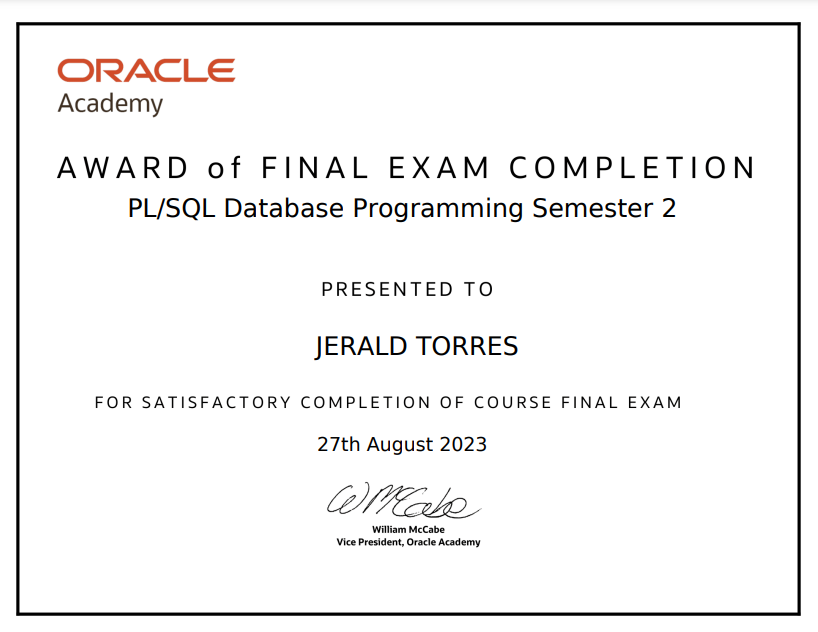 ORACLE
Academy
AWARD of FINAL EXAM COMPLETION
PL/SQL Database Programming Semester 2
PRESENTED TO
JERALD TORRES
FOR SATISFACTORY COMPLETION OF COURSE FINAL EXAM
27th August 2023
W McCabe
William McCabe
Vice President, Oracle Academy